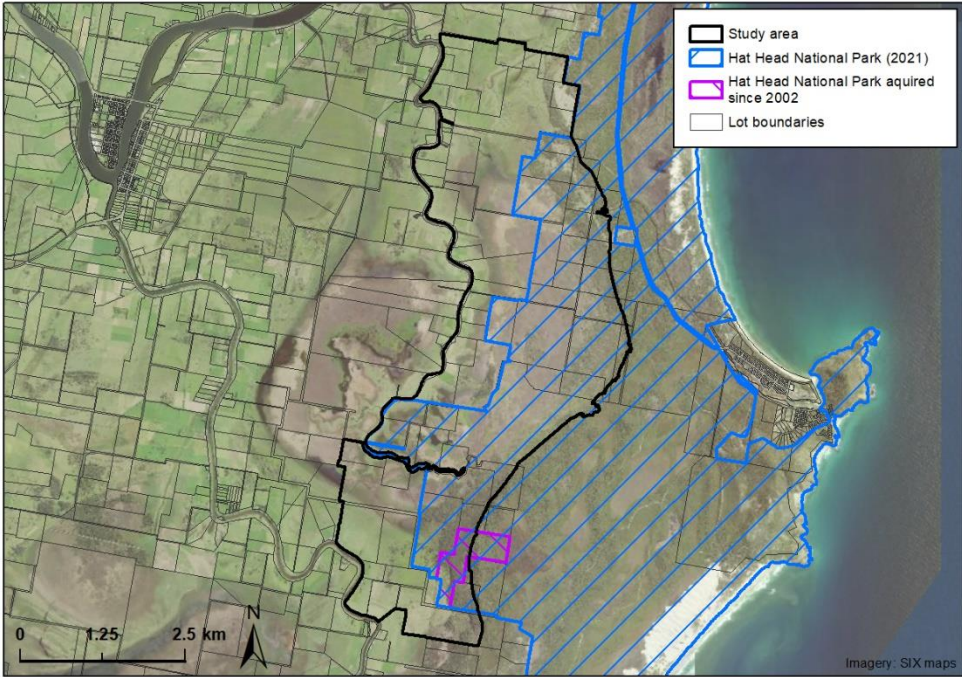 Study area
Hat Head National Park (2021)
Hat Head National Park aquired
since 2002
Lot boundaries
N
0 1.25 2.5 km
Imagery: SIX maps